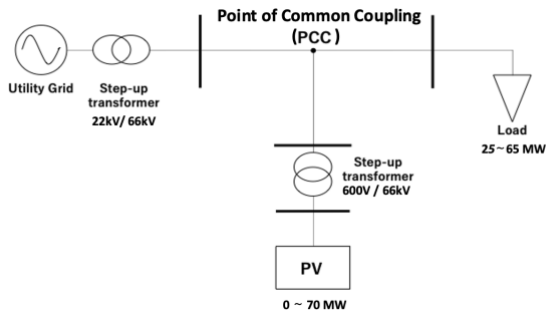 Point of Common Coupling
(PCC)
Utility Grid
Step-up
transformer
22kV/ 66kV
Load
25~65 MW
Step-up
transformer
600V / 66kV
PV
0 ~ 70 MW